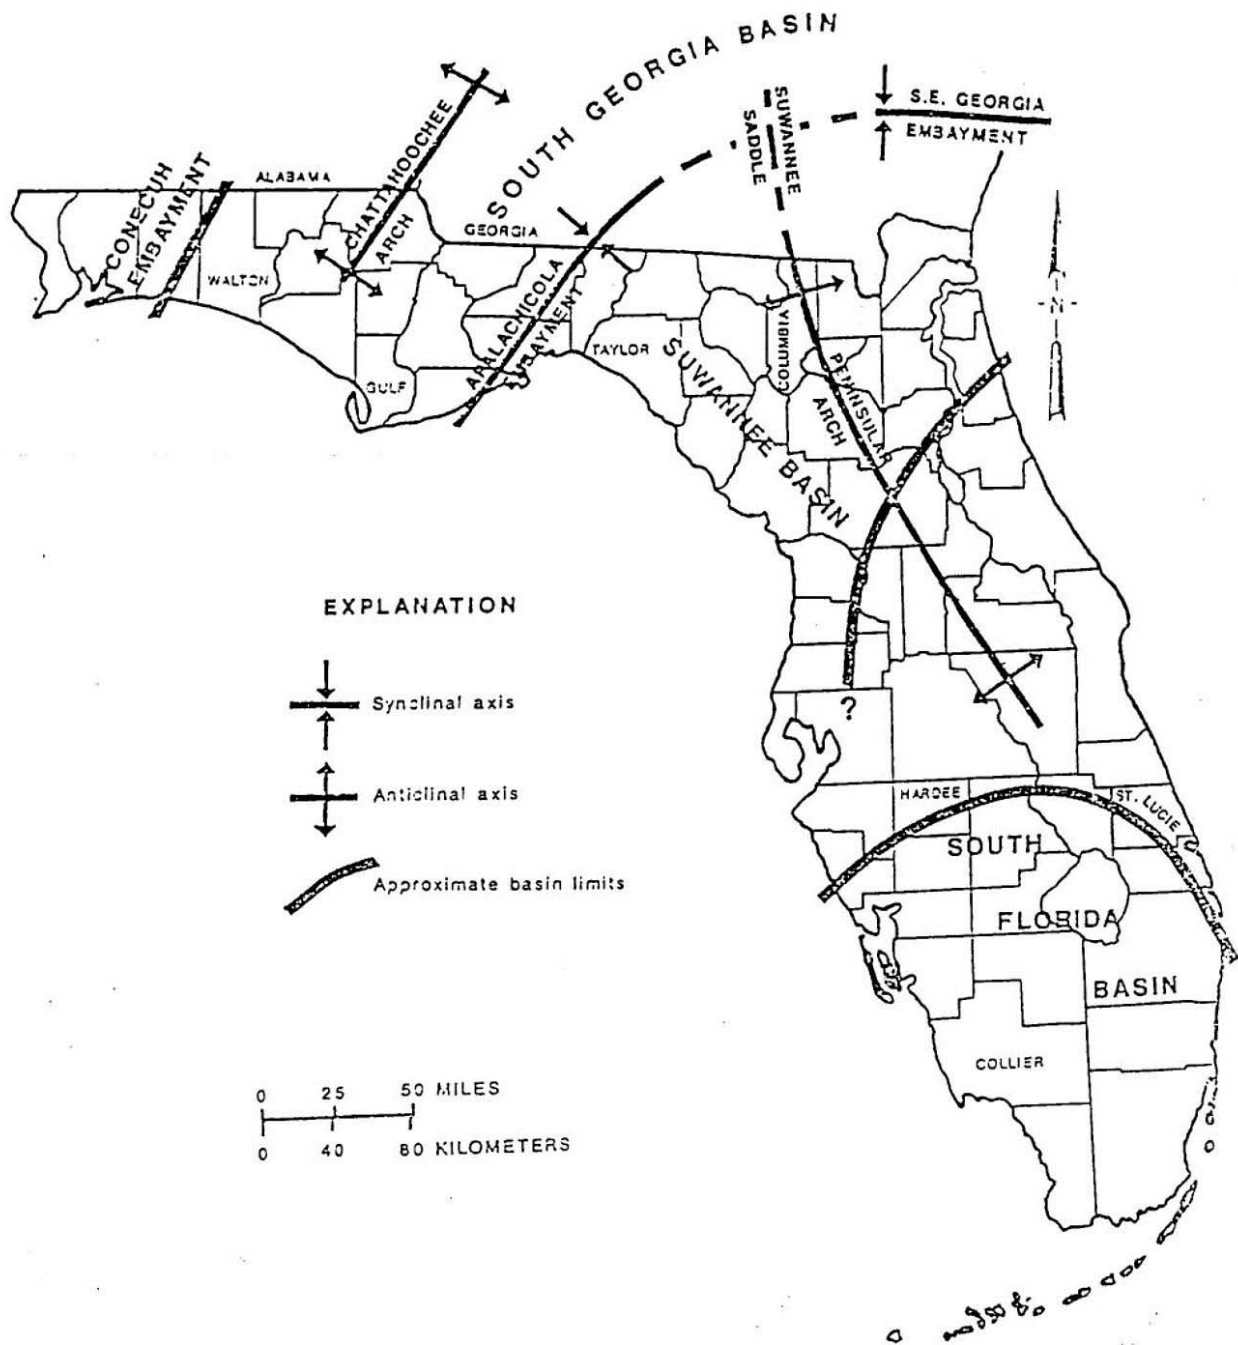 SOUTH GEORGIA BASIN
SUWANNEE
SADDLE
S.E. GEORGIA
EMBAYMENT
CONECUH
EMBAYMENT
ALABAMA
CHATTAHOOCHEE
ARCH
GEORGIA
WALTON
APALACHICOLA
EMBAYMENT
GULF
TAYLOR
COLUMBIA
SUWANNEE BASIN
PENINSULAR
ARCH
N
EXPLANATION
Synclinal axis
Anticlinal axis
Approximate basin limits
?
HARDEE
ST. LUCIE
SOUTH
FLORIDA
BASIN
COLLIER
0 25 50 MILES
0 40 80 KILOMETERS